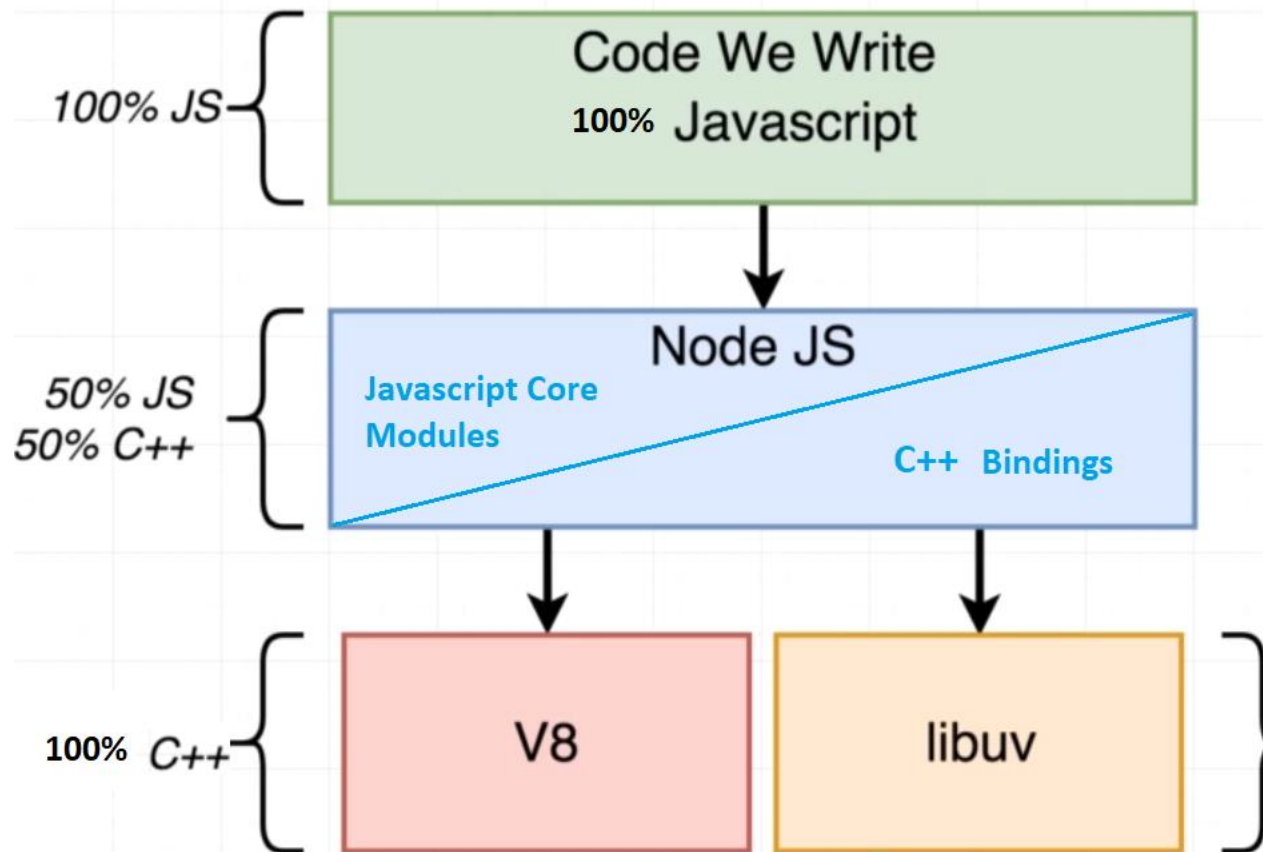 Code We Write
100% Javascript
100% JS
Node JS
Javascript Core
Modules
C++ Bindings
50% JS
50% C++
V8
libuv
100% C++